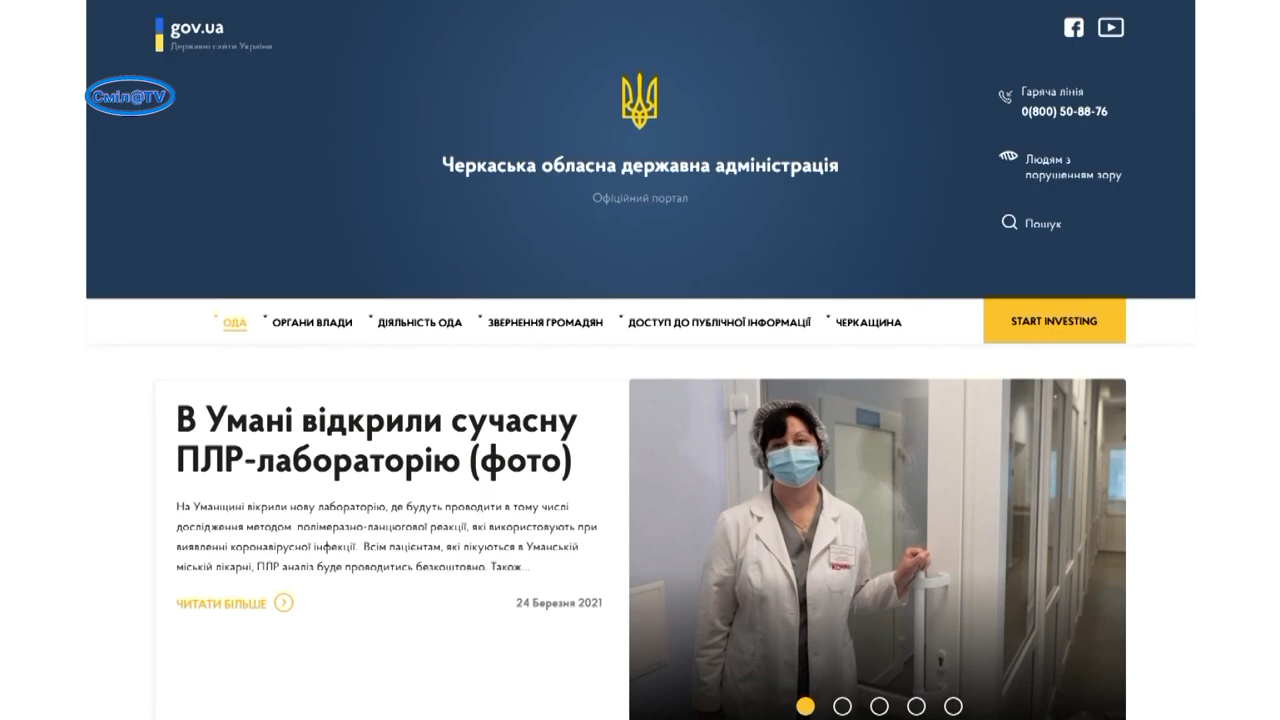 gov.ua
Державні сайти України
Сміл@TV
Гаряча лінія
0(800) 50-88-76
Людям з
порушенням зору
Пошук
Черкаська обласна державна адміністрація
Офіційний портал
ОДА
ОРГАНИ ВЛАДИ
ДІЯЛЬНІСТЬ ОДА
ЗВЕРНЕННЯ ГРОМАДЯН
ДОСТУП ДО ПУБЛІЧНОЇ ІНФОРМАЦІЇ
ЧЕРКАЩИНА
START INVESTING
В Умані відкрили сучасну
ПЛР-лабораторію (фото)
На Уманщині вікрили нову лабораторію, де будуть проводити в тому числі
дослідження методом полімеразно-ланцюгової реакції, які використовують при
виявленні коронавірусної інфекції. Всім пацієнтам, які лікуються в Уманській
міській лікарні, ПЛР аналіз буде проводитись безкоштовно. Також...
ЧИТАТИ БІЛЬШЕ
24 Березня 2021